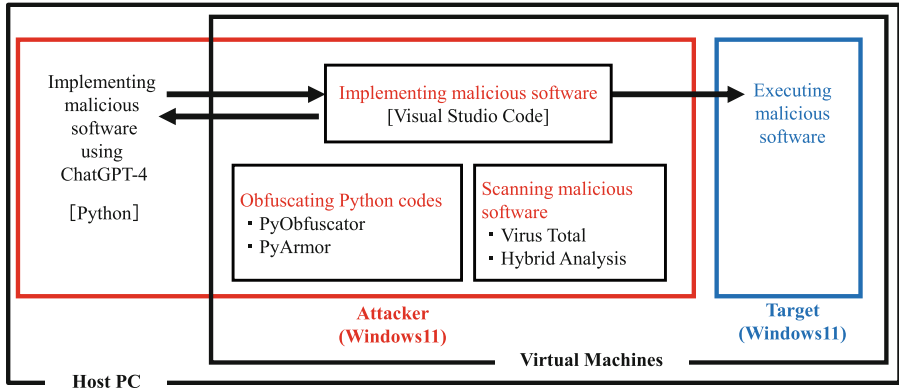 Implementing
malicious
software
using
ChatGPT-4
[Python]
Implementing malicious software
[Visual Studio Code]
Executing
malicious
software
Obfuscating Python codes
・PyObfuscator
・PyArmor
Scanning malicious
software
・Virus Total
・Hybrid Analysis
Attacker
(Windows11)
Target
(Windows11)
Virtual Machines
Host PC